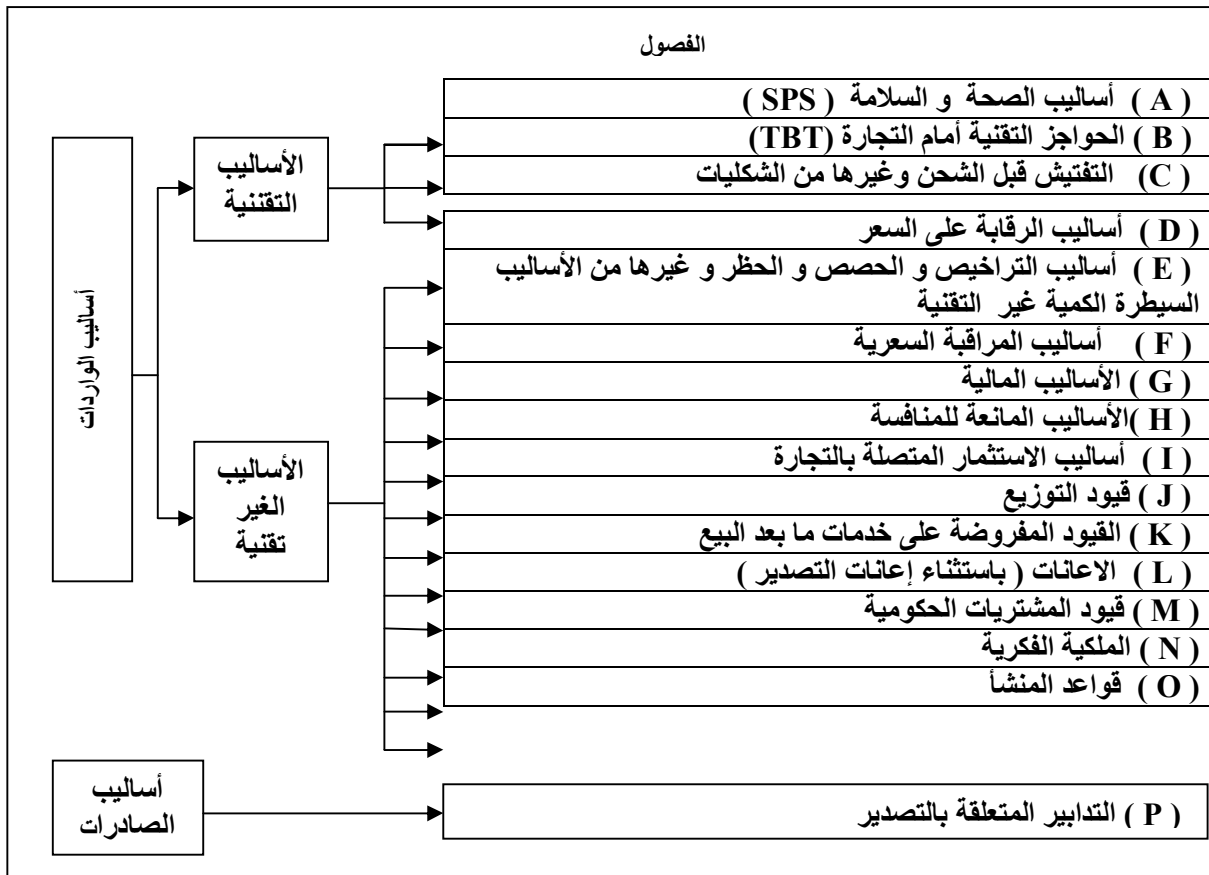 الفصول
( A ) أساليب الصحة و السلامة ( SPS )
( B ) الحواجز التقنية أمام التجارة (TBT)
(C) التفتيش قبل الشحن وغيرها من الشكليات
( D ) أساليب الرقابة على السعر
( E ) أساليب التراخيص و الحصص و الحظر و غيرها من الأساليب
السيطرة الكمية غير التقنية
( F ) أساليب المراقبة السعرية
( G ) الأساليب المالية
( H )الأساليب المانعة للمنافسة
( I ) أساليب الاستثمار المتصلة بالتجارة
( J ) قيود التوزيع
( K ) القيود المفروضة على خدمات ما بعد البيع
( L ) الاعانات ( باستثناء إعانات التصدير )
( M ) قيود المشتريات الحكومية
( N ) الملكية الفكرية
( O ) قواعد المنشأ
( P ) التدابير المتعلقة بالتصدير
الأساليب
التقتنية
الأساليب
الغير
تقنية
أساليب الواردات
أساليب
الصادرات